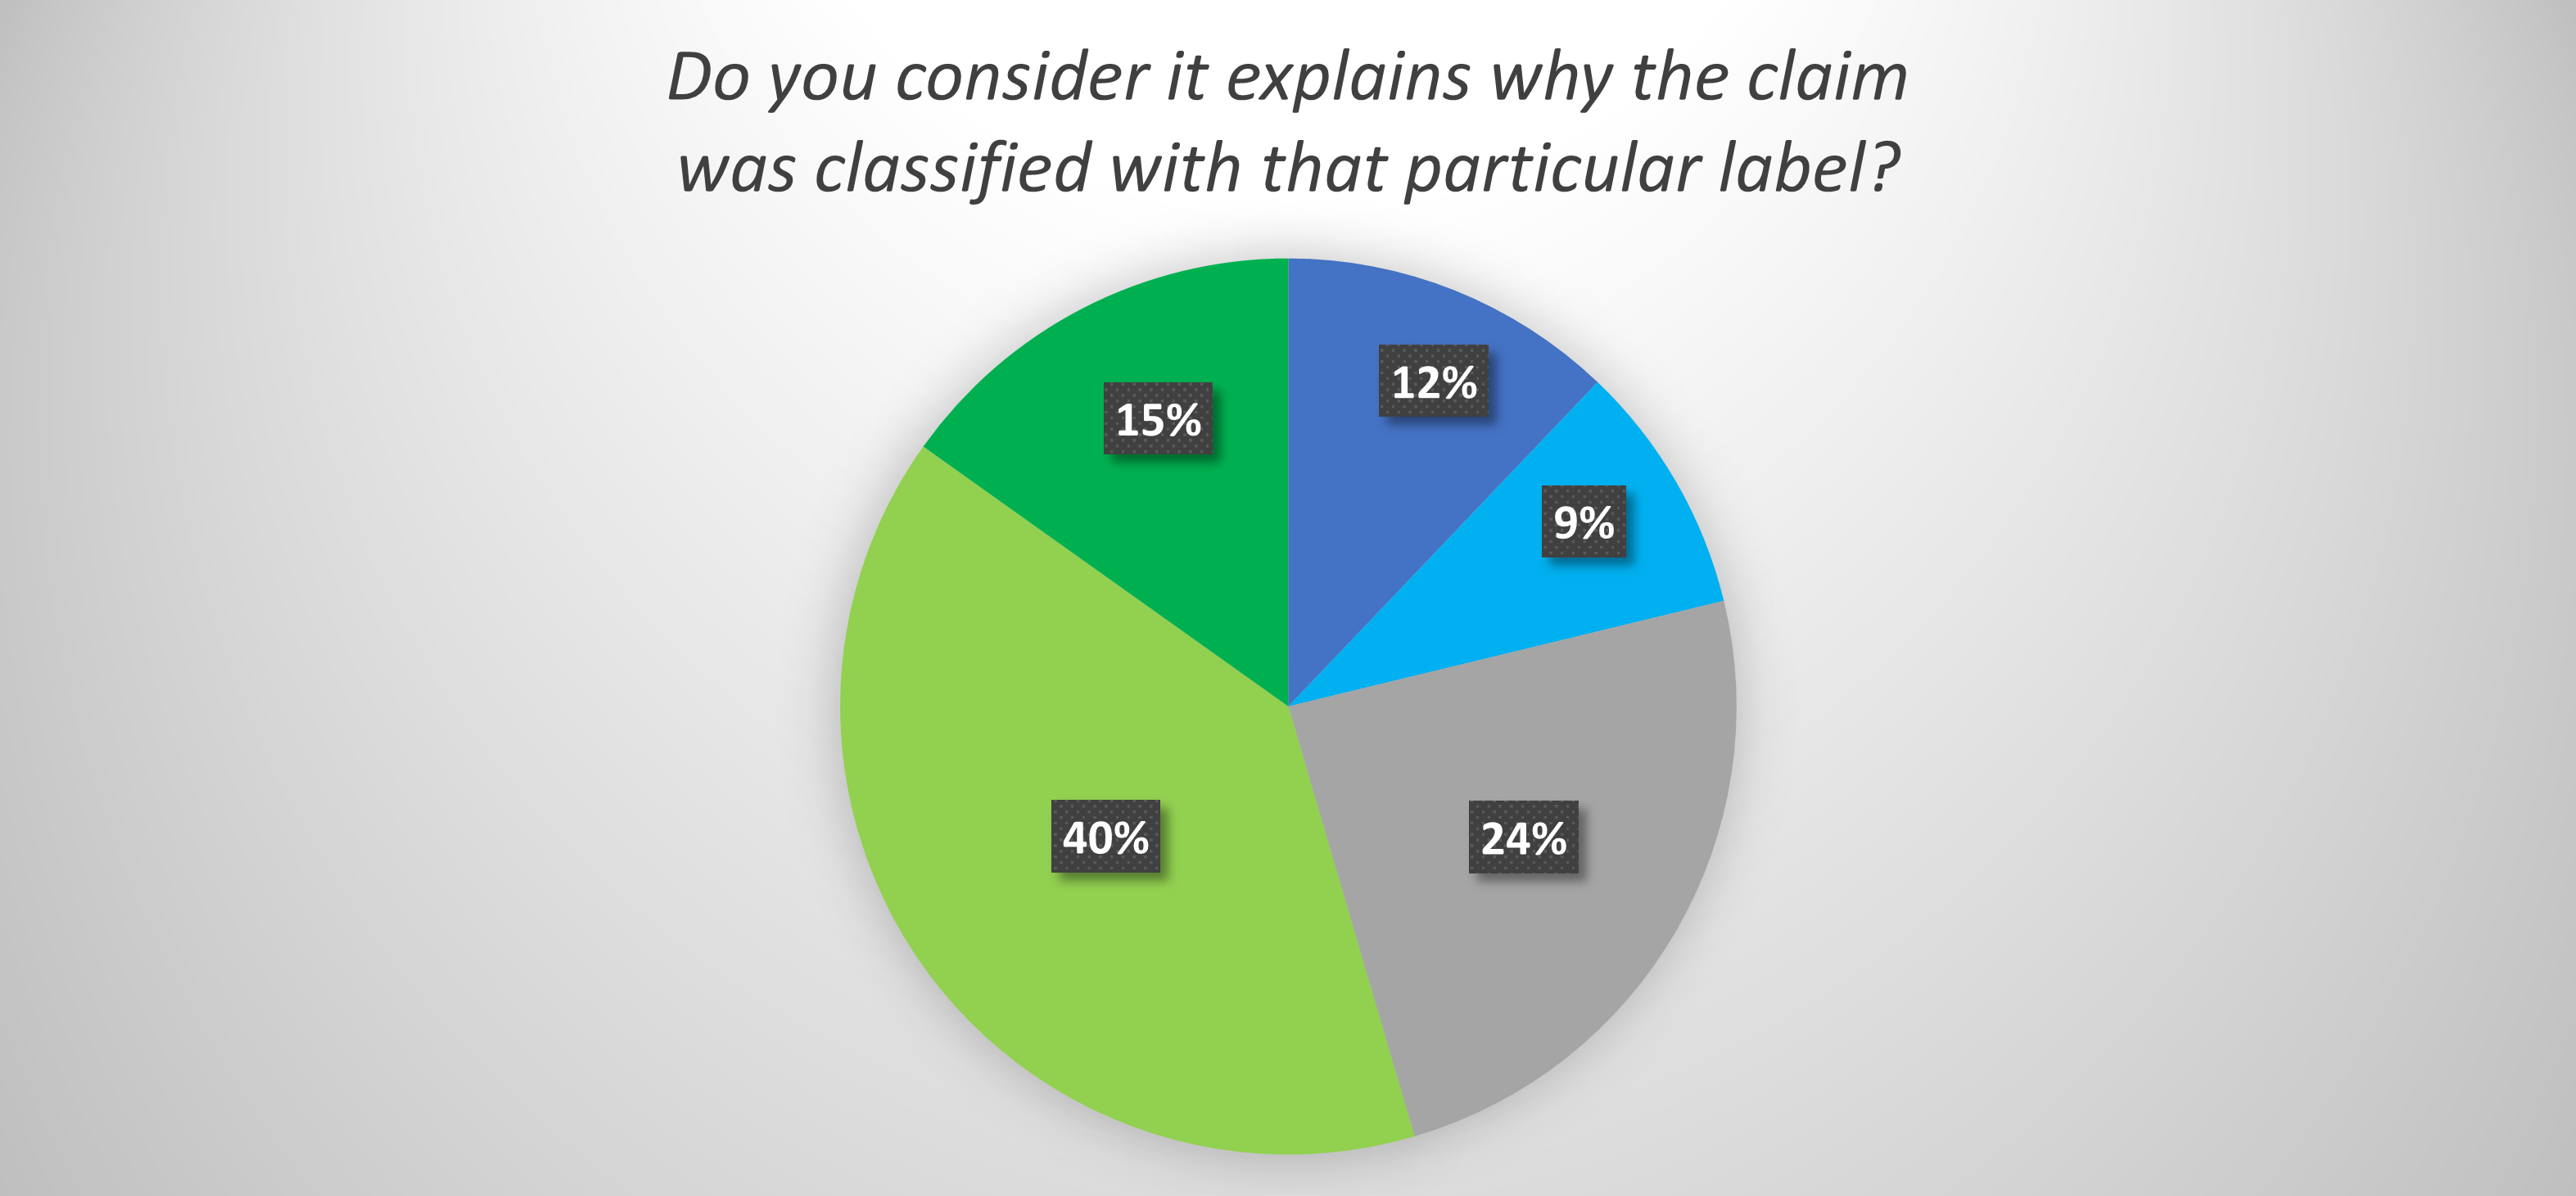 Do you consider it explains why the claim
was classified with that particular label?
12%
15%
9%
40%
24%